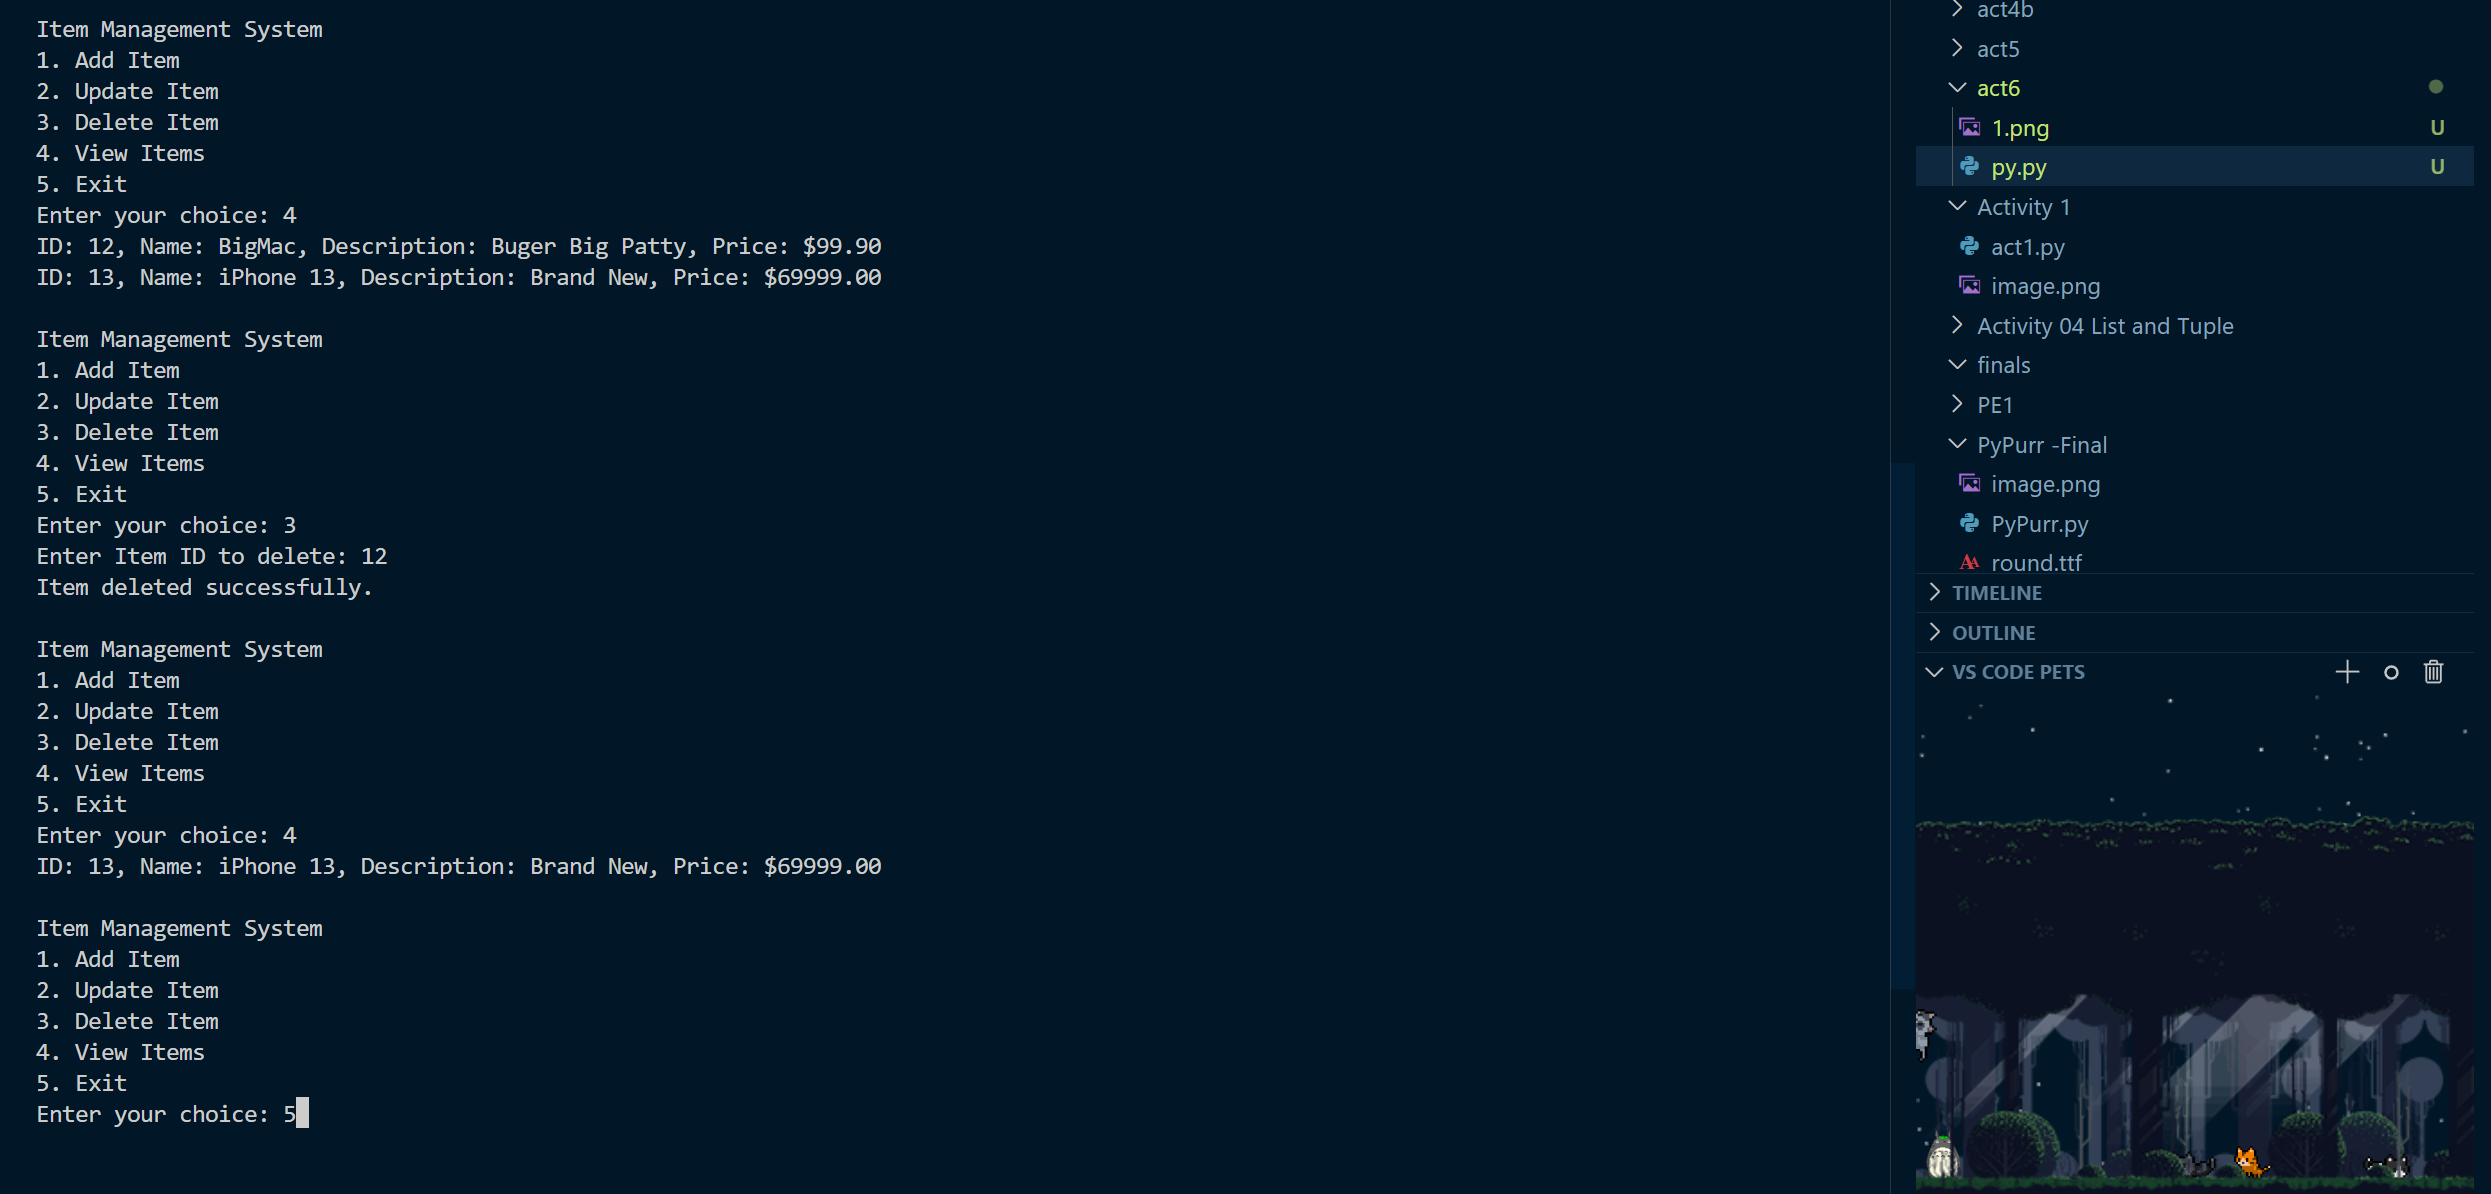 Item Management System
1. Add Item
2. Update Item
3. Delete Item
4. View Items
5. Exit
Enter your choice: 4
ID: 12, Name: BigMac, Description: Buger Big Patty, Price: $99.90
ID: 13, Name: iPhone 13, Description: Brand New, Price: $69999.00
Item Management System
1. Add Item
2. Update Item
3. Delete Item
4. View Items
5. Exit
Enter your choice: 3
Enter Item ID to delete: 12
Item deleted successfully.
Item Management System
1. Add Item
2. Update Item
3. Delete Item
4. View Items
5. Exit
Enter your choice: 4
ID: 13, Name: iPhone 13, Description: Brand New, Price: $69999.00
Item Management System
1. Add Item
2. Update Item
3. Delete Item
4. View Items
5. Exit
Enter your choice: 5
act4b
act5
act6
1.png U
py.py U
Activity 1
act1.py
image.png
Activity 04 List and Tuple
finals
PE1
PyPurr -Final
image.png
PyPurr.py
round.ttf
TIMELINE
OUTLINE
VS CODE PETS